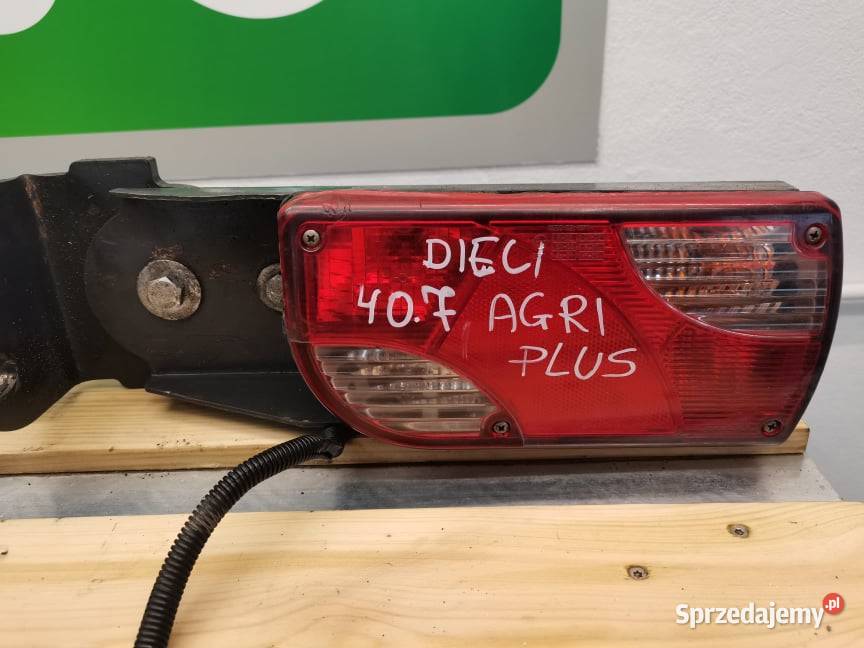 DIECI
40.7 AGRI
PLUS
Sprzedajemy.pl